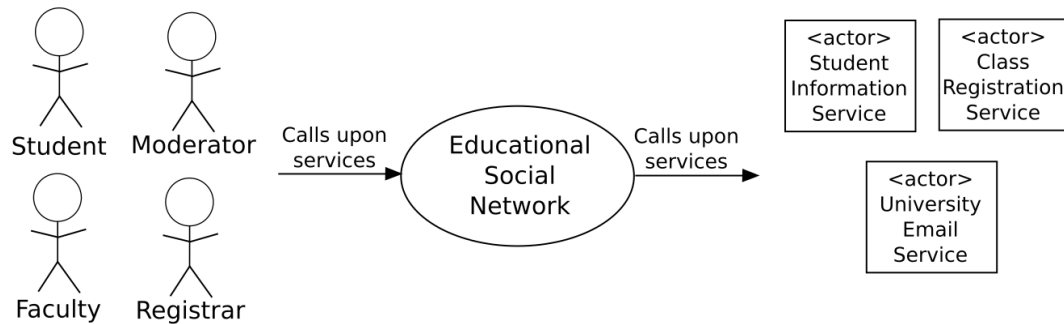 Student
Moderator
Faculty
Registrar
Calls upon
services
Educational
Social
Network
Calls upon
services
<actor>
Student
Information
Service
<actor>
Class
Registration
Service
<actor>
University
Email
Service